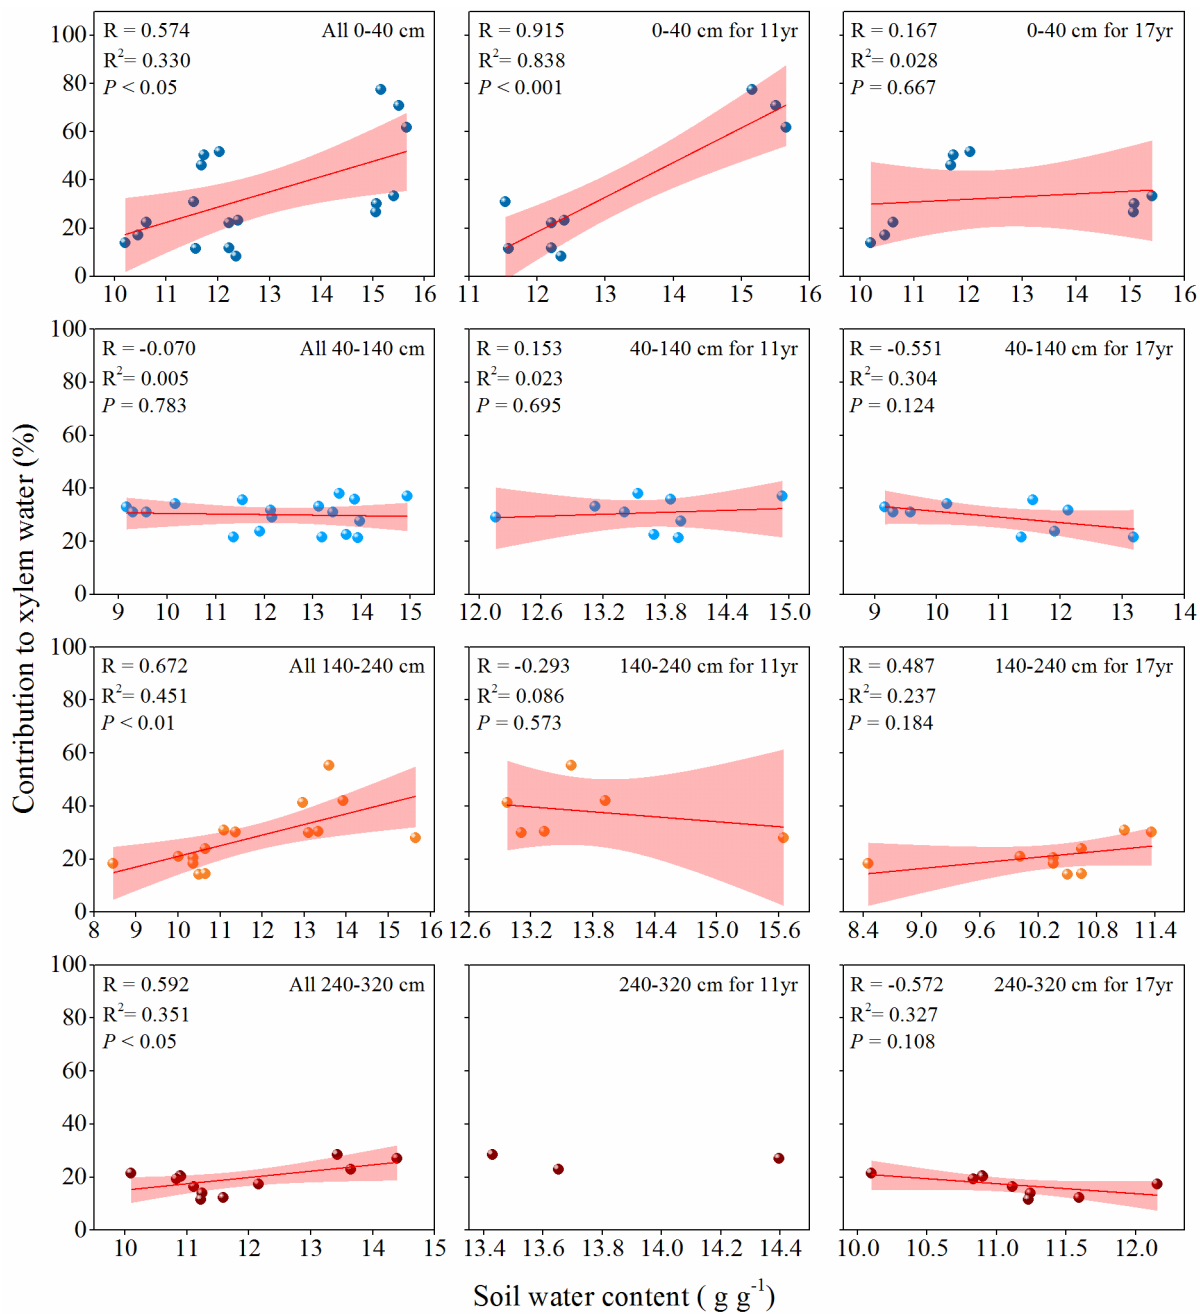 Contribution to xylem water (%)
R = 0.574 All 0-40 cm
R²= 0.330
P < 0.05
100
80
60
40
20
0
10 11 12 13 14 15 16
R = 0.915 0-40 cm for 11yr
R²= 0.838
P < 0.001
11 12 13 14 15 16
R = 0.167 0-40 cm for 17yr
R²= 0.028
P = 0.667
10 11 12 13 14 15 16
R = -0.070 All 40-140 cm
R²= 0.005
P = 0.783
100
80
60
40
20
0
9 10 11 12 13 14 15
R = 0.153 40-140 cm for 11yr
R²= 0.023
P = 0.695
12.0 12.6 13.2 13.8 14.4 15.0
R = -0.551 40-140 cm for 17yr
R²= 0.304
P = 0.124
9 10 11 12 13 14
R = 0.672 All 140-240 cm
R²= 0.451
P < 0.01
100
80
60
40
20
0
8 9 10 11 12 13 14 15 16
R = -0.293 140-240 cm for 11yr
R²= 0.086
P = 0.573
12.6 13.2 13.8 14.4 15.0 15.6
R = 0.487 140-240 cm for 17yr
R²= 0.237
P = 0.184
8.4 9.0 9.6 10.2 10.8 11.4
R = 0.592 All 240-320 cm
R²= 0.351
P < 0.05
100
80
60
40
20
0
10 11 12 13 14 15
240-320 cm for 11yr
13.4 13.6 13.8 14.0 14.2 14.4
R = -0.572 240-320 cm for 17yr
R²= 0.327
P = 0.108
10.0 10.5 11.0 11.5 12.0
Soil water content ( g g⁻¹)